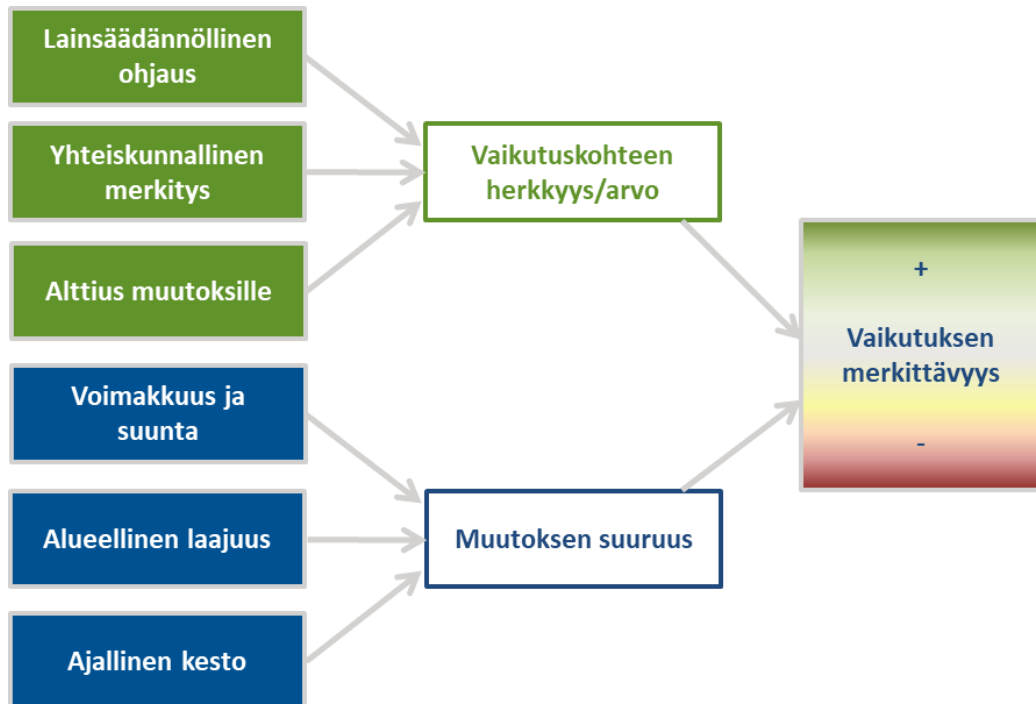 Lainsäädännöllinen
ohjaus
Yhteiskunnallinen
merkitys
Alttius muutoksille
Voimakkuus ja
suunta
Alueellinen laajuus
Ajallinen kesto
Vaikutuskohteen
herkkyys/arvo
Muutoksen suuruus
+
Vaikutuksen
merkittävyys
-